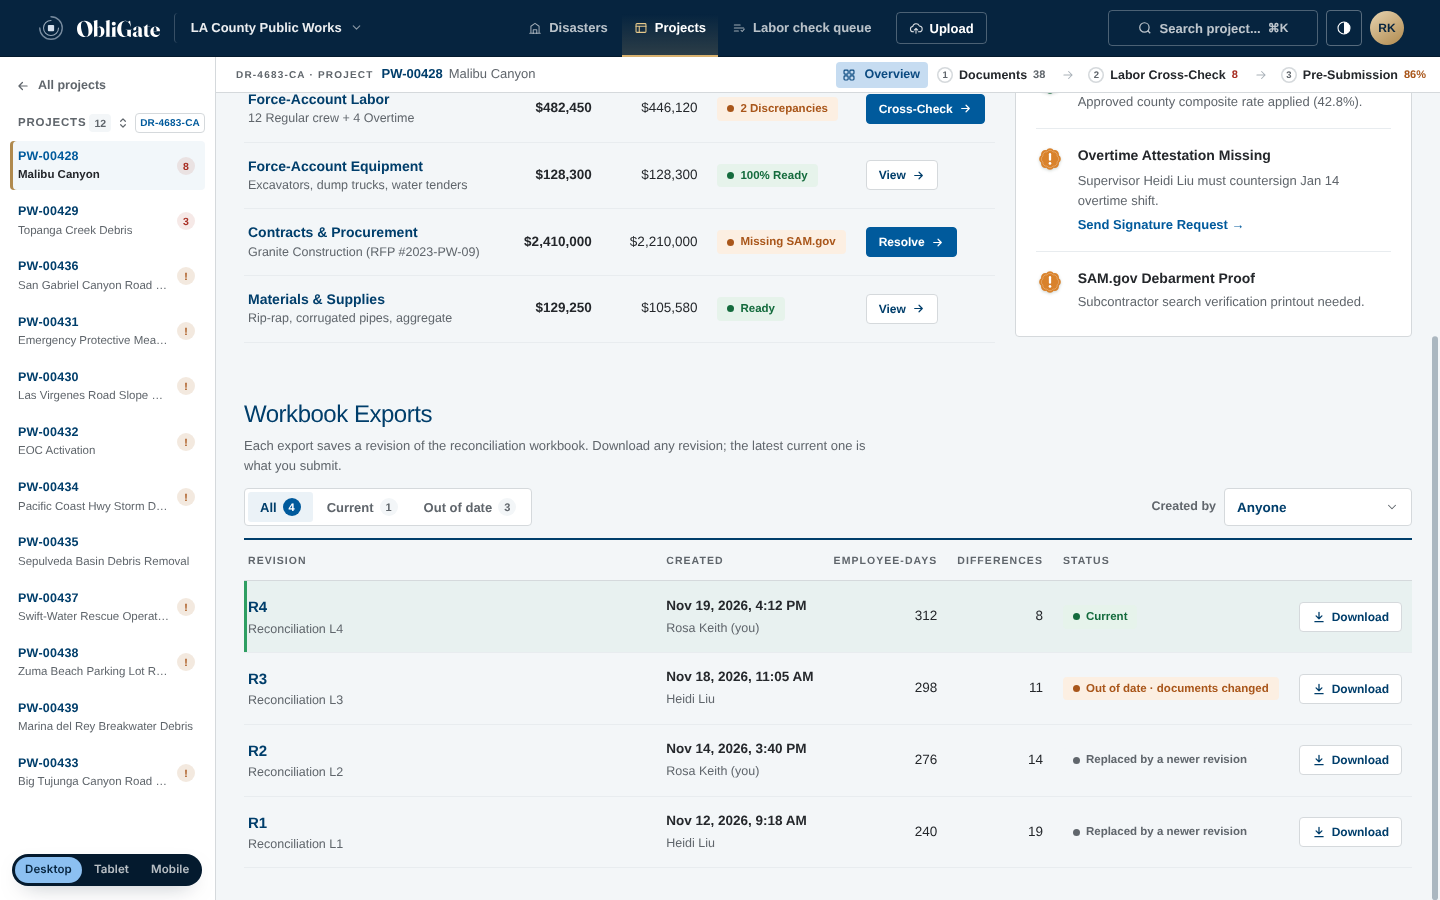 ObliGate
LA County Public Works
Disasters
Projects
Labor check queue
Upload
Search project... ⌘K
RK
All projects
PROJECTS 12
DR-4683-CA
PW-00428
Malibu Canyon
8
PW-00429
Topanga Creek Debris
3
PW-00436
San Gabriel Canyon Road ...
!
PW-00431
Emergency Protective Mea...
!
PW-00430
Las Virgenes Road Slope ...
!
PW-00432
EOC Activation
!
PW-00434
Pacific Coast Hwy Storm D...
!
PW-00435
Sepulveda Basin Debris Removal
PW-00437
Swift-Water Rescue Operat...
!
PW-00438
Zuma Beach Parking Lot R...
!
PW-00439
Marina del Rey Breakwater Debris
PW-00433
Big Tujunga Canyon Road ...
!
Desktop
Tablet
Mobile
DR-4683-CA · PROJECT PW-00428 Malibu Canyon
Overview
1 Documents 38
→
2 Labor Cross-Check 8
→
3 Pre-Submission 86%
Force-Account Labor
12 Regular crew + 4 Overtime
$482,450
$446,120
2 Discrepancies
Cross-Check →
Force-Account Equipment
Excavators, dump trucks, water tenders
$128,300
$128,300
100% Ready
View →
Contracts & Procurement
Granite Construction (RFP #2023-PW-09)
$2,410,000
$2,210,000
Missing SAM.gov
Resolve →
Materials & Supplies
Rip-rap, corrugated pipes, aggregate
$129,250
$105,580
Ready
View →
Approved county composite rate applied (42.8%).
Overtime Attestation Missing
Supervisor Heidi Liu must countersign Jan 14
overtime shift.
Send Signature Request →
SAM.gov Debarment Proof
Subcontractor search verification printout needed.
Workbook Exports
Each export saves a revision of the reconciliation workbook. Download any revision; the latest current one is
what you submit.
All 4
Current 1
Out of date 3
Created by
Anyone
REVISION
CREATED
EMPLOYEE-DAYS
DIFFERENCES
STATUS
R4
Reconciliation L4
Nov 19, 2026, 4:12 PM
Rosa Keith (you)
312
8
Current
Download
R3
Reconciliation L3
Nov 18, 2026, 11:05 AM
Heidi Liu
298
11
Out of date · documents changed
Download
R2
Reconciliation L2
Nov 14, 2026, 3:40 PM
Rosa Keith (you)
276
14
Replaced by a newer revision
Download
R1
Reconciliation L1
Nov 12, 2026, 9:18 AM
Heidi Liu
240
19
Replaced by a newer revision
Download